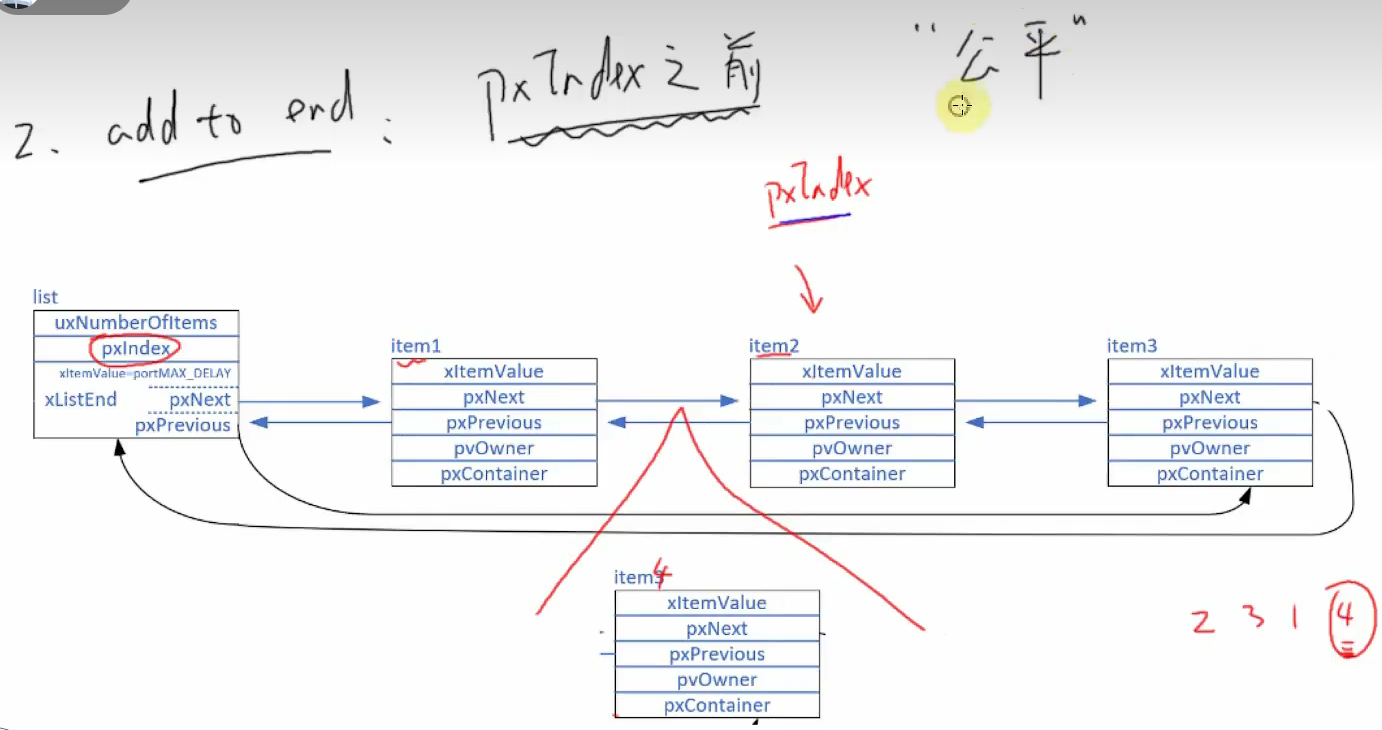 2. add to end : pxIndex之前
"公平"
pxIndex
list
uxNumberOfItems
pxIndex
xItemValue=portMAX_DELAY
xListEnd pxNext
pxPrevious
item1
xItemValue
pxNext
pxPrevious
pvOwner
pxContainer
item2
xItemValue
pxNext
pxPrevious
pvOwner
pxContainer
item3
xItemValue
pxNext
pxPrevious
pvOwner
pxContainer
item4
xItemValue
pxNext
pxPrevious
pvOwner
pxContainer
2 3 1 4